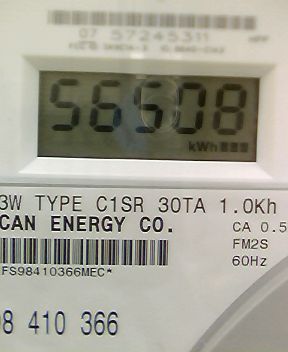 07 57245311
56508
kWh
3W TYPE C1SR 30TA 1.0Kh
CAN ENERGY CO.
CA 0.5
FM2S
60Hz
FS98410366MEC*
98 410 366